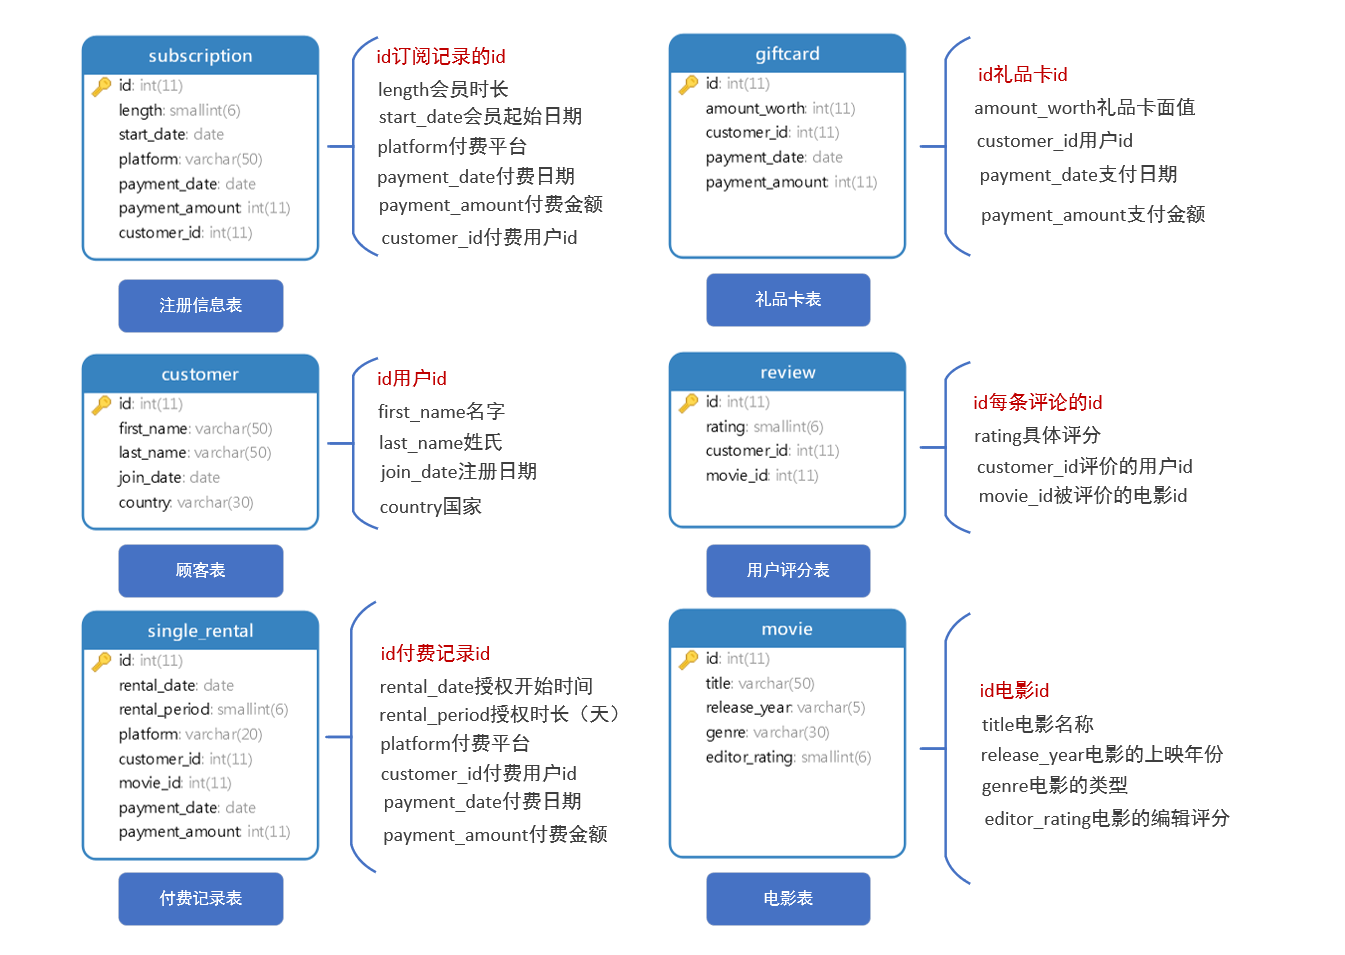 subscription
id: int(11)
length: smallint(6)
start_date: date
platform: varchar(50)
payment_date: date
payment_amount: int(11)
customer_id: int(11)
id订阅记录的id
length会员时长
start_date会员起始日期
platform付费平台
payment_date付费日期
payment_amount付费金额
customer_id付费用户id
注册信息表
giftcard
id: int(11)
amount_worth: int(11)
customer_id: int(11)
payment_date: date
payment_amount: int(11)
id礼品卡id
amount_worth礼品卡面值
customer_id用户id
payment_date支付日期
payment_amount支付金额
礼品卡表
customer
id: int(11)
first_name: varchar(50)
last_name: varchar(50)
join_date: date
country: varchar(30)
id用户id
first_name名字
last_name姓氏
join_date注册日期
country国家
顾客表
review
id: int(11)
rating: smallint(6)
customer_id: int(11)
movie_id: int(11)
id每条评论的id
rating具体评分
customer_id评价的用户id
movie_id被评价的电影id
用户评分表
single_rental
id: int(11)
rental_date: date
rental_period: smallint(6)
platform: varchar(20)
customer_id: int(11)
movie_id: int(11)
payment_date: date
payment_amount: int(11)
id付费记录id
rental_date授权开始时间
rental_period授权时长（天）
platform付费平台
customer_id付费用户id
payment_date付费日期
payment_amount付费金额
付费记录表
movie
id: int(11)
title: varchar(50)
release_year: varchar(5)
genre: varchar(30)
editor_rating: smallint(6)
id电影id
title电影名称
release_year电影的上映年份
genre电影的类型
editor_rating电影的编辑评分
电影表